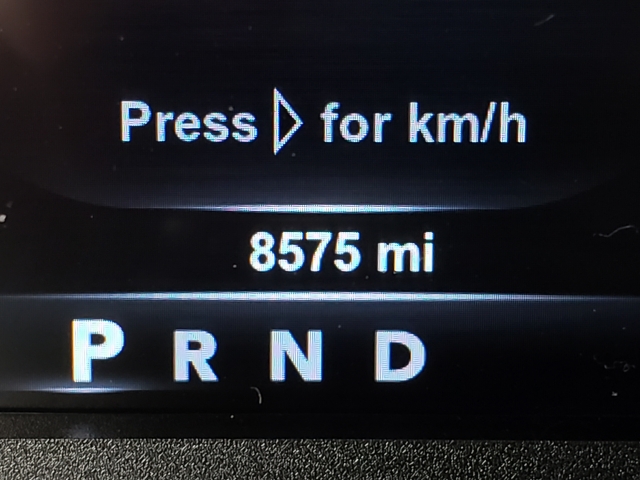 Press ▷ for km/h
8575 mi
P R N D